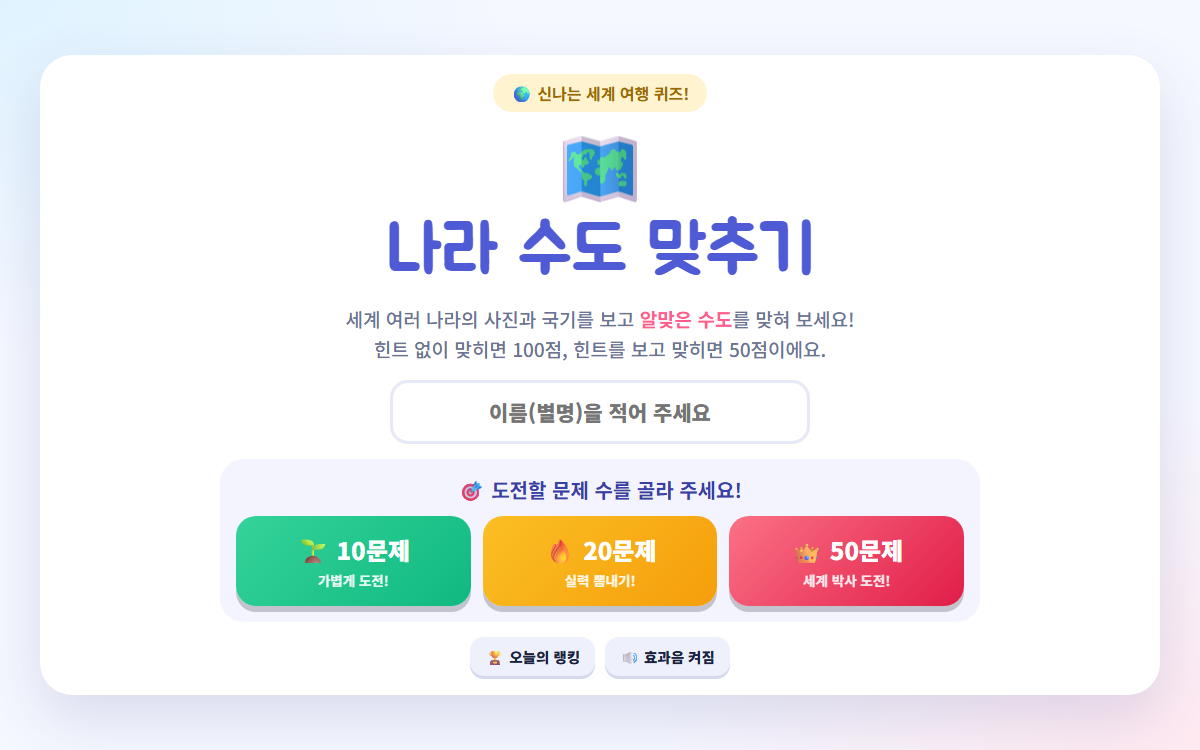 신나는 세계 여행 퀴즈!
나라 수도 맞추기
세계 여러 나라의 사진과 국기를 보고 알맞은 수도를 맞혀 보세요!
힌트 없이 맞히면 100점, 힌트를 보고 맞히면 50점이에요.
이름(별명)을 적어 주세요
도전할 문제 수를 골라 주세요!
10문제
가볍게 도전!
20문제
실력 뽐내기!
50문제
세계 박사 도전!
오늘의 랭킹
효과음 켜짐